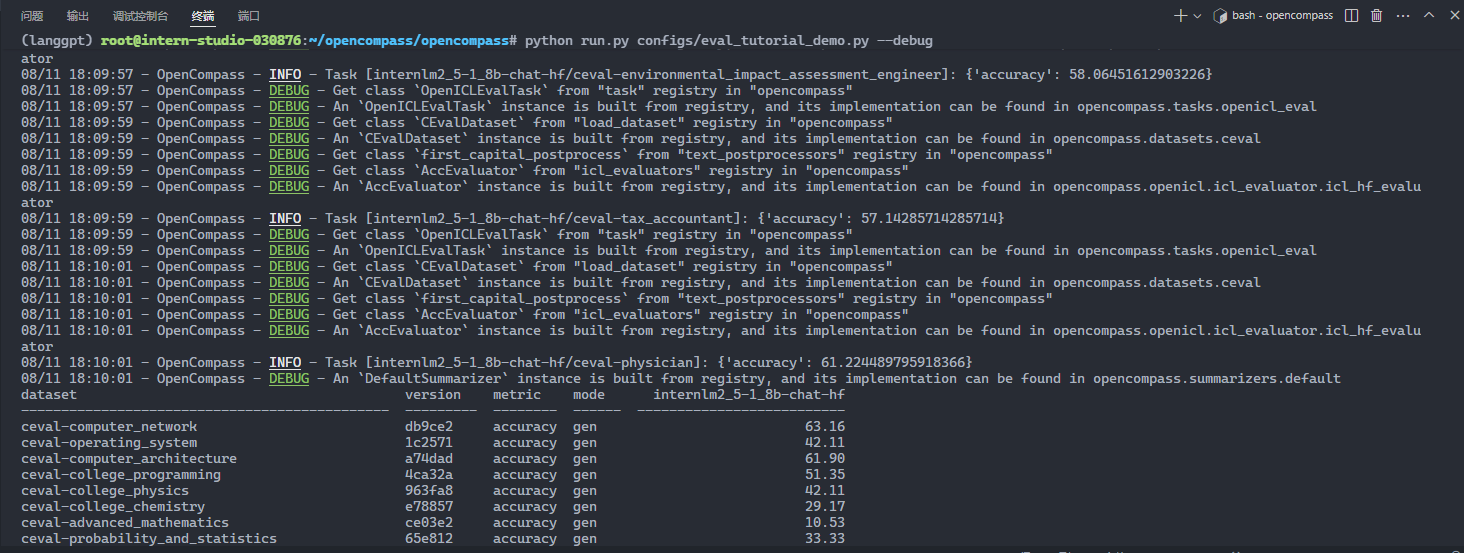 问题 输出 调试控制台 终端 端口 bash - opencompass
(langgpt) root@intern-studio-030876:~/opencompass/opencompass# python run.py configs/eval_tutorial_demo.py --debug
ator
08/11 18:09:57 - OpenCompass - INFO - Task [internlm2_5-1_8b-chat-hf/ceval-environmental_impact_assessment_engineer]: {'accuracy': 58.06451612903226}
08/11 18:09:57 - OpenCompass - DEBUG - Get class `OpenICLEvalTask` from "task" registry in "opencompass"
08/11 18:09:57 - OpenCompass - DEBUG - An `OpenICLEvalTask` instance is built from registry, and its implementation can be found in opencompass.tasks.openicl_eval
08/11 18:09:59 - OpenCompass - DEBUG - Get class `CEvalDataset` from "load_dataset" registry in "opencompass"
08/11 18:09:59 - OpenCompass - DEBUG - An `CEvalDataset` instance is built from registry, and its implementation can be found in opencompass.datasets.ceval
08/11 18:09:59 - OpenCompass - DEBUG - Get class `first_capital_postprocess` from "text_postprocessors" registry in "opencompass"
08/11 18:09:59 - OpenCompass - DEBUG - Get class `AccEvaluator` from "icl_evaluators" registry in "opencompass"
08/11 18:09:59 - OpenCompass - DEBUG - An `AccEvaluator` instance is built from registry, and its implementation can be found in opencompass.openicl.icl_evaluator.icl_hf_evalu
ator
08/11 18:09:59 - OpenCompass - INFO - Task [internlm2_5-1_8b-chat-hf/ceval-tax_accountant]: {'accuracy': 57.14285714285714}
08/11 18:09:59 - OpenCompass - DEBUG - Get class `OpenICLEvalTask` from "task" registry in "opencompass"
08/11 18:09:59 - OpenCompass - DEBUG - An `OpenICLEvalTask` instance is built from registry, and its implementation can be found in opencompass.tasks.openicl_eval
08/11 18:10:01 - OpenCompass - DEBUG - Get class `CEvalDataset` from "load_dataset" registry in "opencompass"
08/11 18:10:01 - OpenCompass - DEBUG - An `CEvalDataset` instance is built from registry, and its implementation can be found in opencompass.datasets.ceval
08/11 18:10:01 - OpenCompass - DEBUG - Get class `first_capital_postprocess` from "text_postprocessors" registry in "opencompass"
08/11 18:10:01 - OpenCompass - DEBUG - Get class `AccEvaluator` from "icl_evaluators" registry in "opencompass"
08/11 18:10:01 - OpenCompass - DEBUG - An `AccEvaluator` instance is built from registry, and its implementation can be found in opencompass.openicl.icl_evaluator.icl_hf_evalu
ator
08/11 18:10:01 - OpenCompass - INFO - Task [internlm2_5-1_8b-chat-hf/ceval-physician]: {'accuracy': 61.224489795918366}
08/11 18:10:01 - OpenCompass - DEBUG - An `DefaultSummarizer` instance is built from registry, and its implementation can be found in opencompass.summarizers.default
dataset version metric mode internlm2_5-1_8b-chat-hf
---------------------------------------------- --------- -------- ------ --------------------------
ceval-computer_network db9ce2 accuracy gen 63.16
ceval-operating_system 1c2571 accuracy gen 42.11
ceval-computer_architecture a74dad accuracy gen 61.90
ceval-college_programming 4ca32a accuracy gen 51.35
ceval-college_physics 963fa8 accuracy gen 42.11
ceval-college_chemistry e78857 accuracy gen 29.17
ceval-advanced_mathematics ce03e2 accuracy gen 10.53
ceval-probability_and_statistics 65e812 accuracy gen 33.33